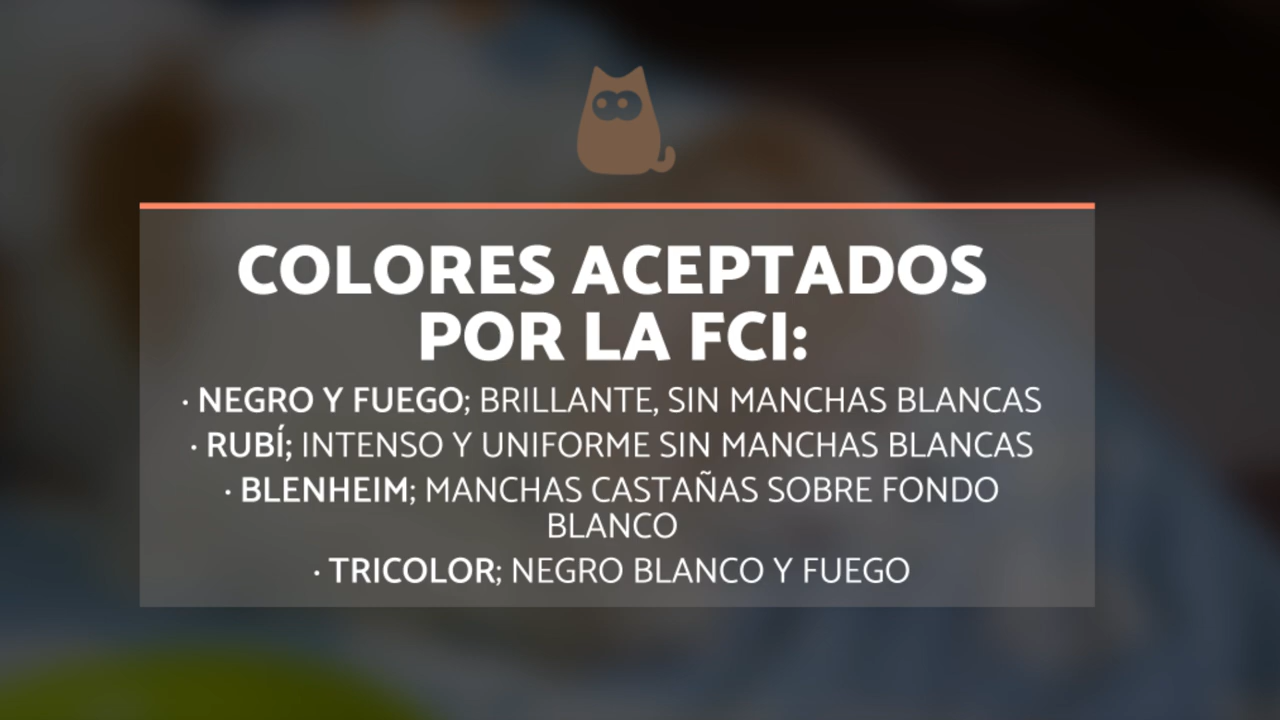 COLORES ACEPTADOS
POR LA FCI:
· NEGRO Y FUEGO; BRILLANTE, SIN MANCHAS BLANCAS
· RUBÍ; INTENSO Y UNIFORME SIN MANCHAS BLANCAS
· BLENHEIM; MANCHAS CASTAÑAS SOBRE FONDO
BLANCO
· TRICOLOR; NEGRO BLANCO Y FUEGO